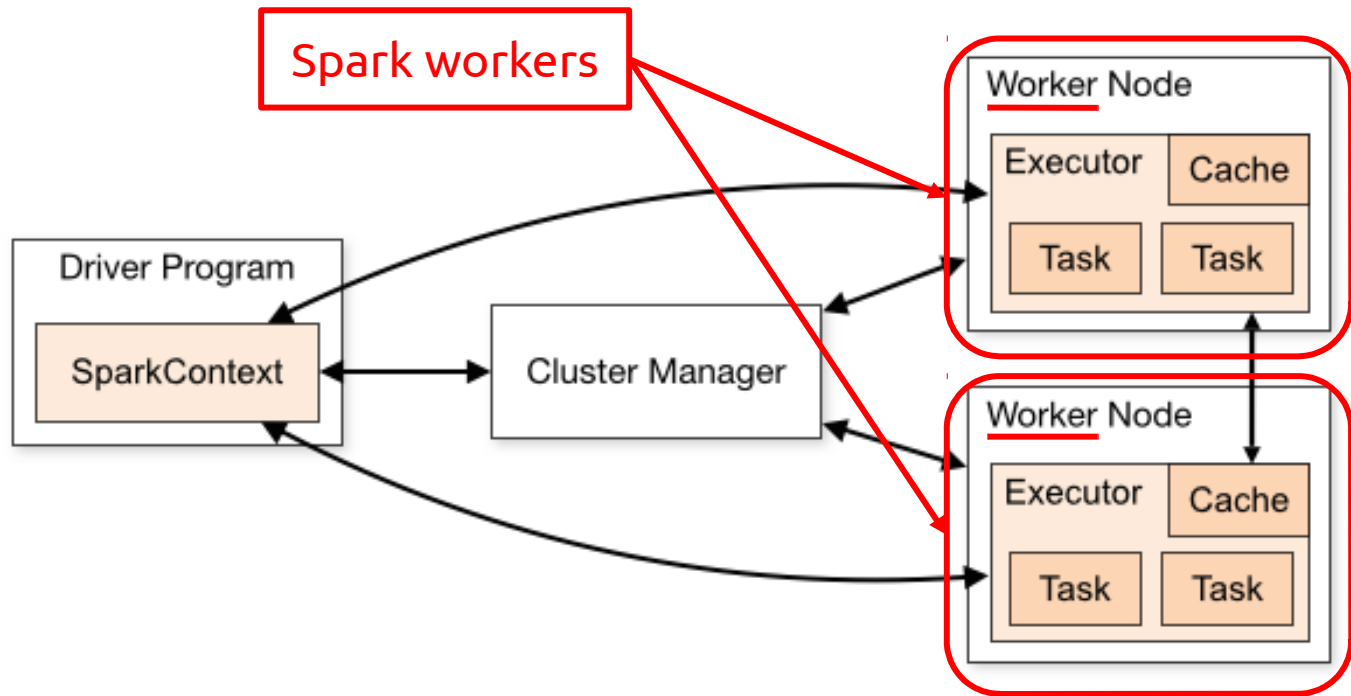 Spark workers
Worker Node
Executor
Cache
Task
Task
Driver Program
SparkContext
Cluster Manager
Worker Node
Executor
Cache
Task
Task